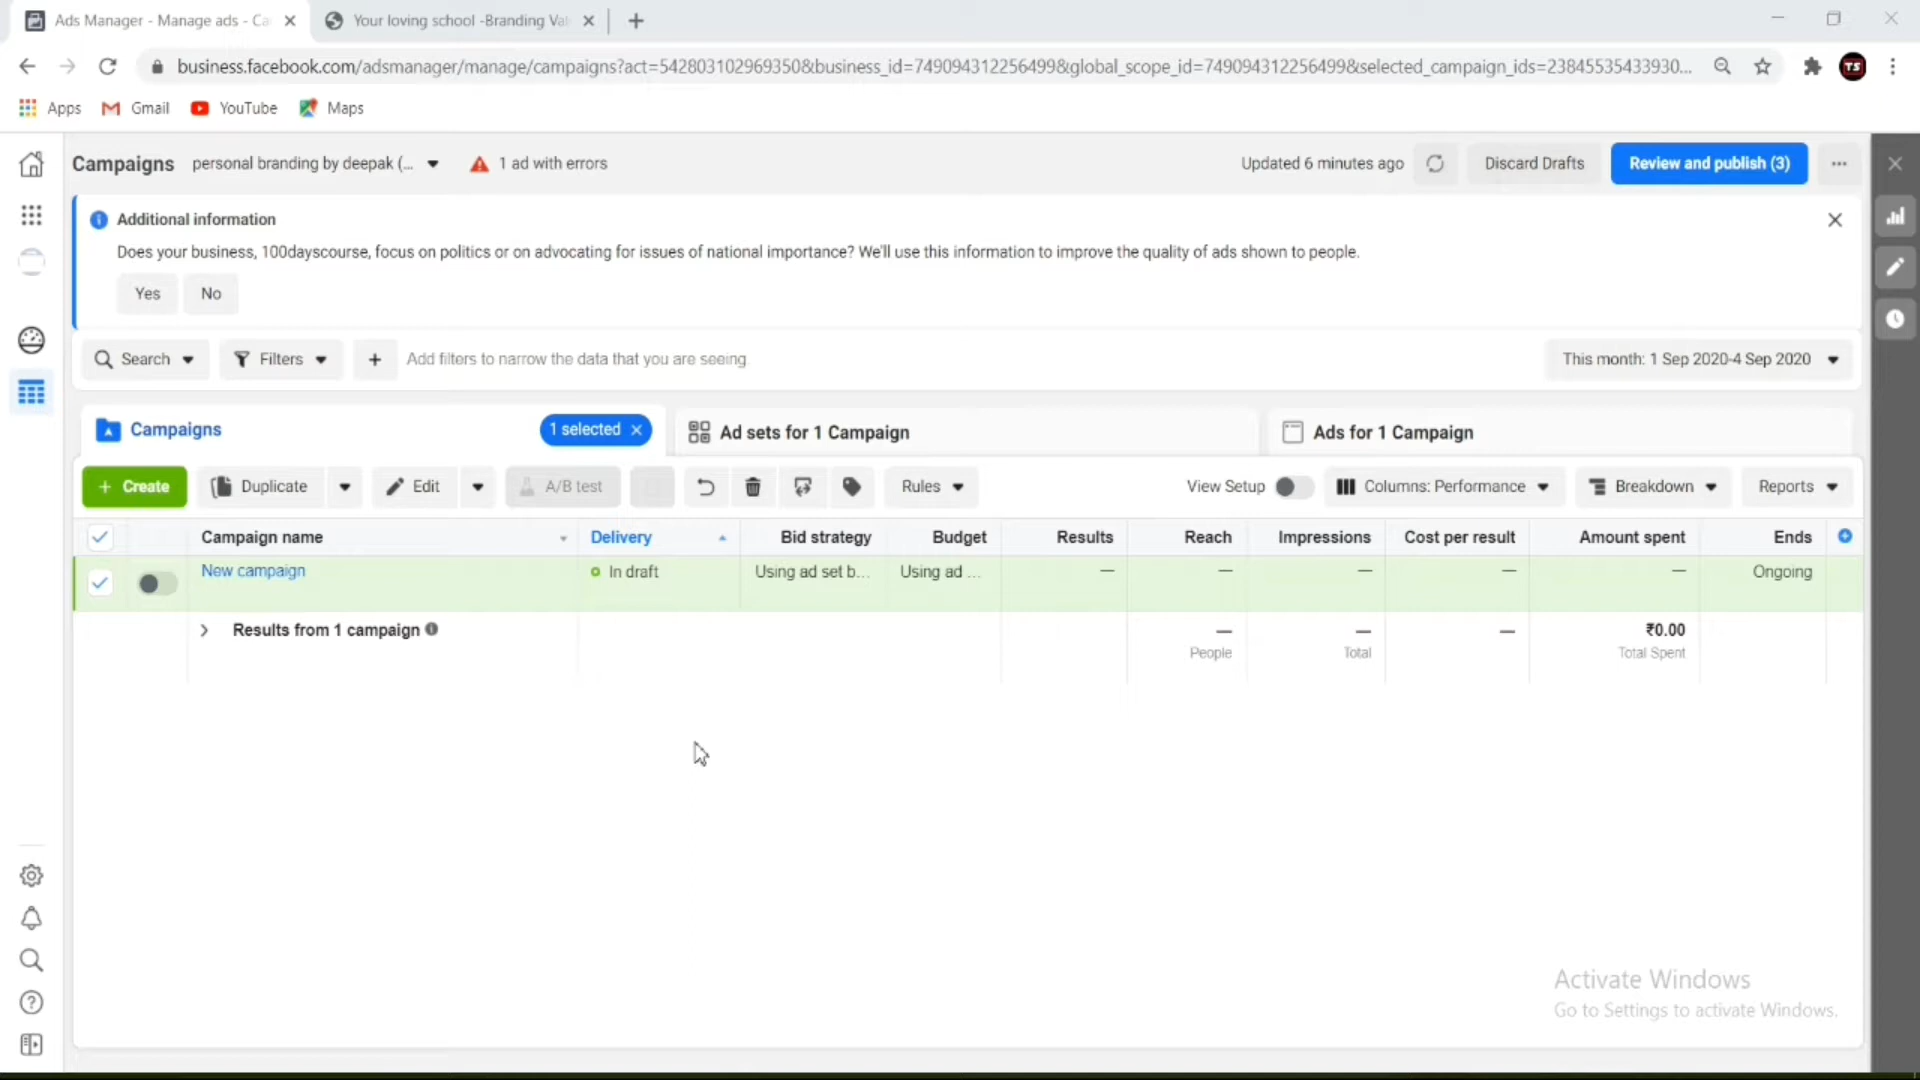 Ads Manager - Manage ads - Ca
Your loving school -Branding Val
business.facebook.com/adsmanager/manage/campaigns?act=542803102969350&business_id=749094312256499&global_scope_id=749094312256499&selected_campaign_ids=23845535433930...
TS
Apps
Gmail
YouTube
Maps
Campaigns
personal branding by deepak (...
1 ad with errors
Updated 6 minutes ago
Discard Drafts
Review and publish (3)
Additional information
Does your business, 100dayscourse, focus on politics or on advocating for issues of national importance? We'll use this information to improve the quality of ads shown to people.
Yes
No
Search
Filters
Add filters to narrow the data that you are seeing.
This month: 1 Sep 2020-4 Sep 2020
Campaigns
1 selected
Ad sets for 1 Campaign
Ads for 1 Campaign
+ Create
Duplicate
Edit
A/B test
Rules
View Setup
Columns: Performance
Breakdown
Reports
Campaign name
Delivery
Bid strategy
Budget
Results
Reach
Impressions
Cost per result
Amount spent
Ends
New campaign
In draft
Using ad set b...
Using ad ...
—
—
—
—
—
Ongoing
Results from 1 campaign
—
People
—
Total
—
₹0.00
Total Spent
Activate Windows
Go to Settings to activate Windows.